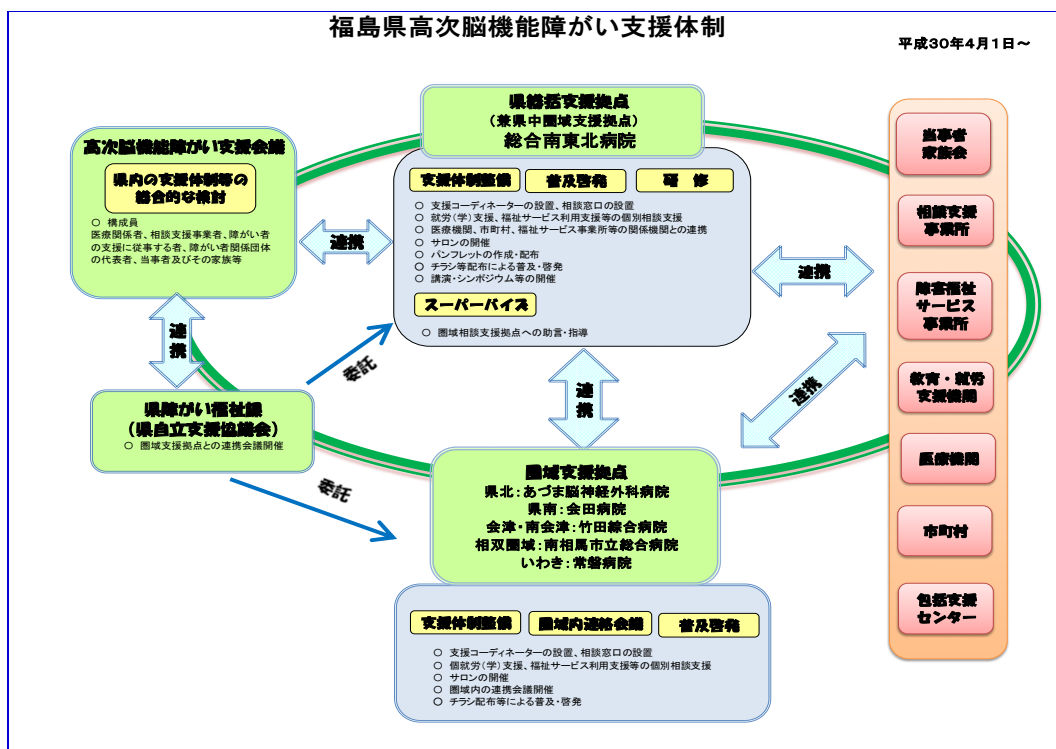 福島県高次脳機能障がい支援体制
平成30年4月1日～
県総括支援拠点
(兼県中圏域支援拠点)
総合南東北病院
支援体制整備
普及啓発
研　修
○ 支援コーディネーターの設置、相談窓口の設置
○ 就労(学)支援、福祉サービス利用支援等の個別相談支援
○ 医療機関、市町村、福祉サービス事業所等の関係機関との連携
○ サロンの開催
○ パンフレットの作成・配布
○ チラシ等配布による普及・啓発
○ 講演・シンポジウム等の開催
スーパーバイズ
○ 圏域相談支援拠点への助言・指導
高次脳機能障がい支援会議
県内の支援体制等の
総合的な検討
○ 構成員
医療関係者、相談支援事業者、障がい者
の支援に従事する者、障がい者関係団体
の代表者、当事者及びその家族等
連携
連携
連
携
委託
県障がい福祉課
(県自立支援協議会)
○ 圏域支援拠点との連携会議開催
委託
連
携
連携
圏域支援拠点
県北：あづま脳神経外科病院
県南：会田病院
会津・南会津：竹田綜合病院
相双圏域：南相馬市立総合病院
いわき：常磐病院
支援体制整備
圏域内連絡会議
普及啓発
○ 支援コーディネーターの設置、相談窓口の設置
○ 個就労(学)支援、福祉サービス利用支援等の個別相談支援
○ サロンの開催
○ 圏域内の連携会議開催
○ チラシ配布等による普及・啓発
当事者
家族会
相談支援
事業所
障害福祉
サービス
事業所
教育・就労
支援機関
医療機関
市町村
包括支援
センター